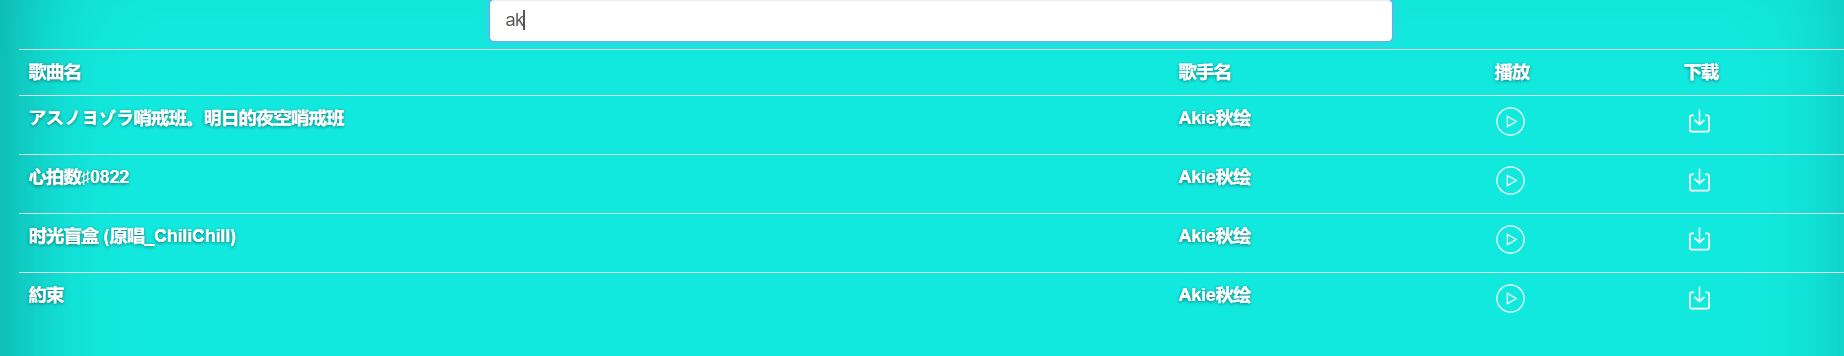 ak
歌曲名 歌手名 播放 下载
アスノヨゾラ哨戒班。明日的夜空哨戒班 Akie秋绘
心拍数♯0822 Akie秋绘
时光盲盒 (原唱_ChiliChill) Akie秋绘
約束 Akie秋绘